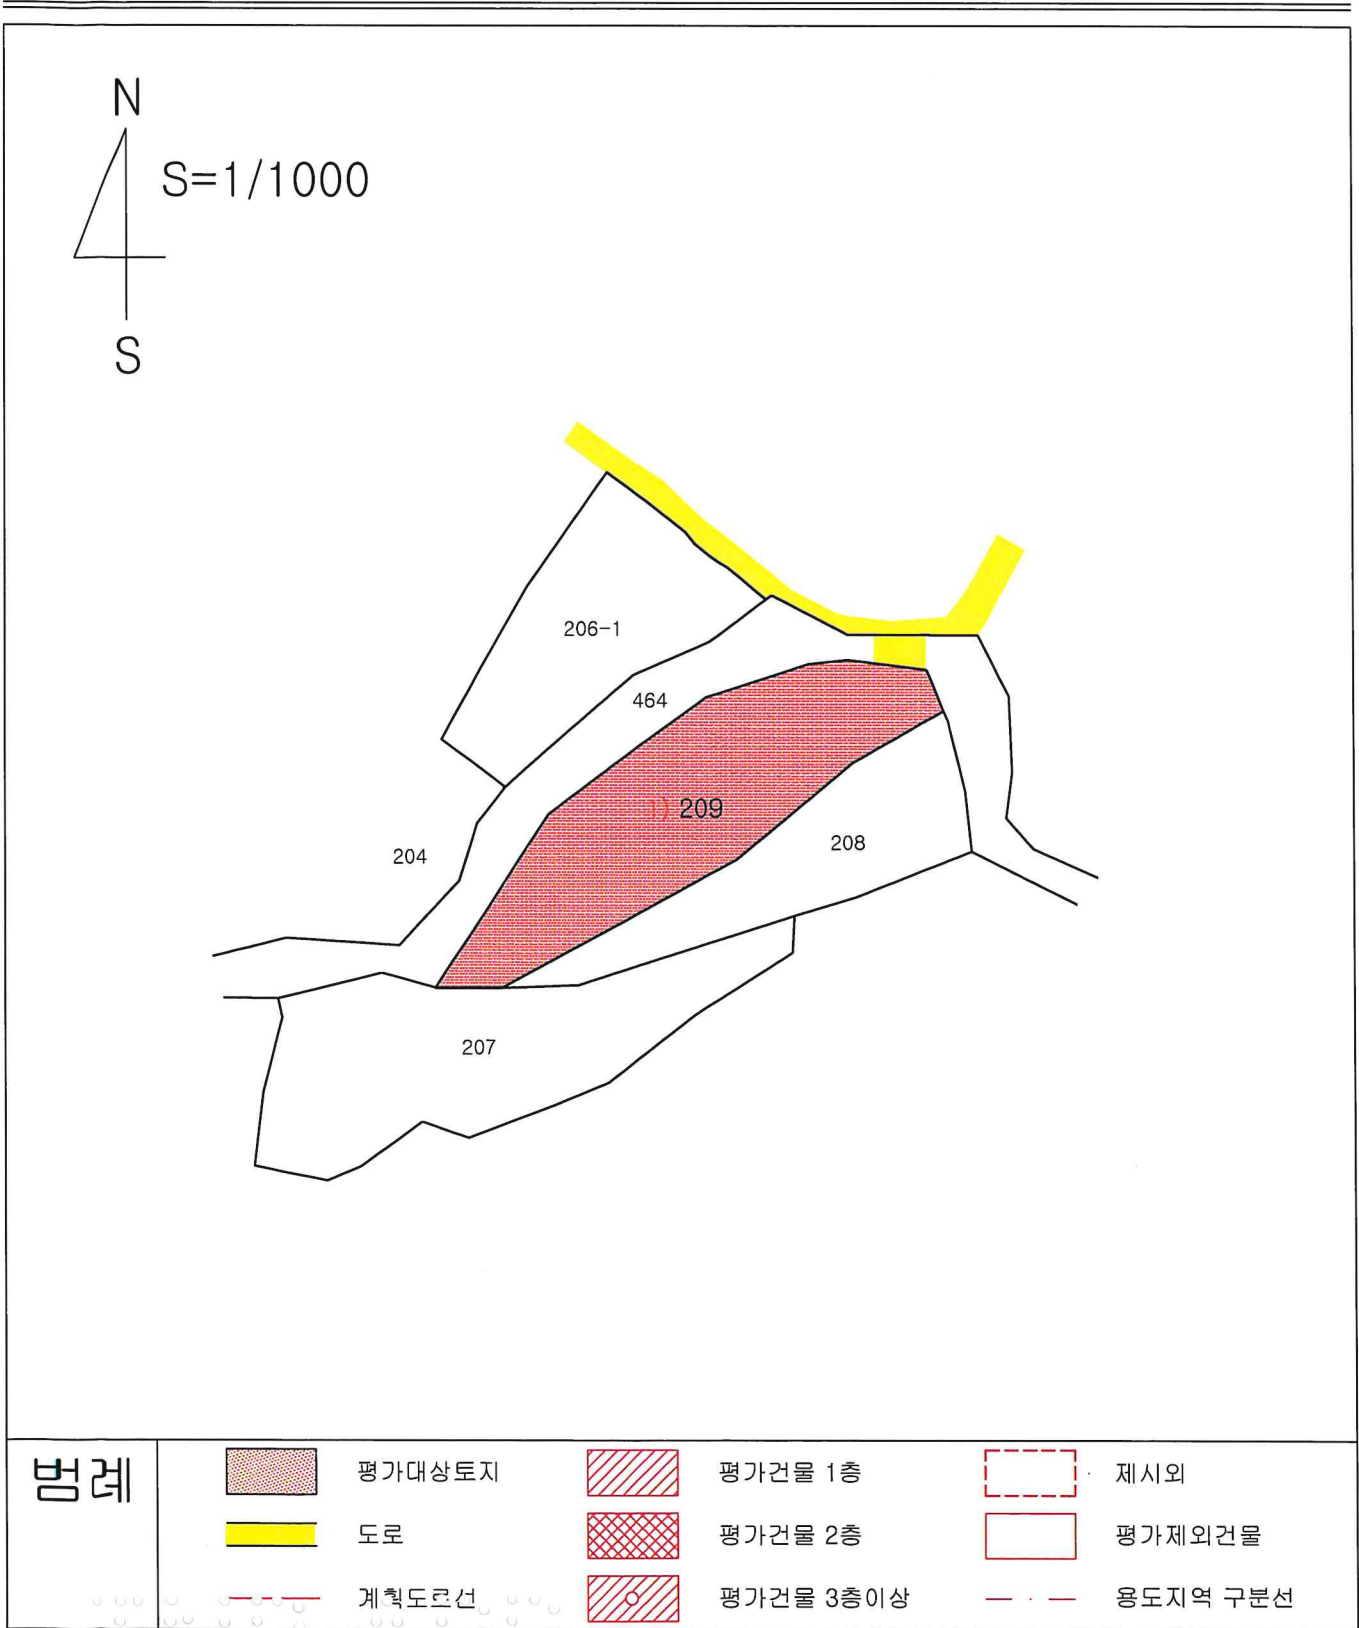 N
S=1/1000
S
206-1
464
1) 209
204
208
207
범례
평가대상토지
평가건물 1층
제시외
도로
평가건물 2층
평가제외건물
계획도로선
평가건물 3층이상
용도지역 구분선